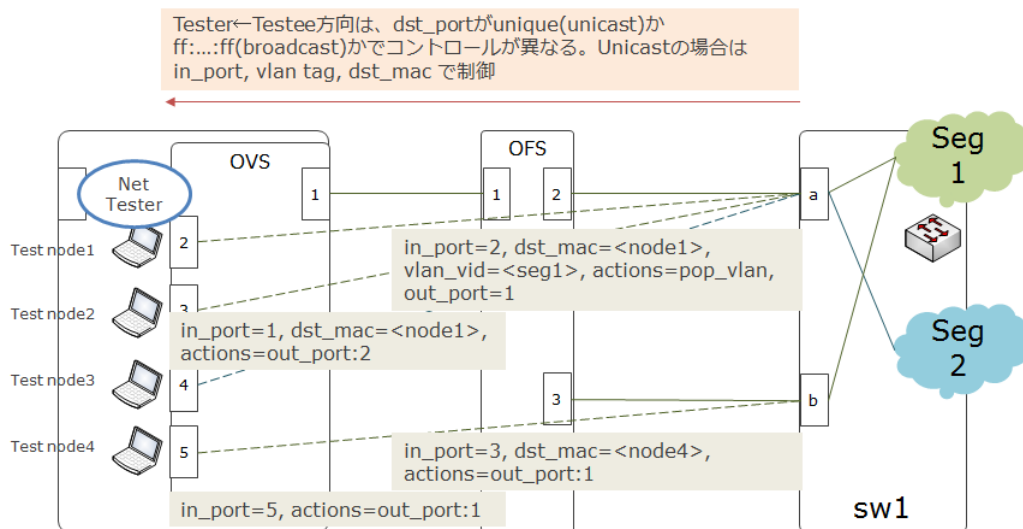 Tester←Testee方向は、dst_portがunique(unicast)か
ff:...:ff(broadcast)かでコントロールが異なる。Unicastの場合は
in_port, vlan tag, dst_mac で制御
OVS
OFS
Seg
1
Net
Tester
1
1
2
a
Test node1
2
in_port=2, dst_mac=<node1>,
vlan_vid=<seg1>, actions=pop_vlan,
out_port=1
Test node2
3
in_port=1, dst_mac=<node1>,
actions=out_port:2
Seg
2
Test node3
4
3
b
Test node4
5
in_port=3, dst_mac=<node4>,
actions=out_port:1
in_port=5, actions=out_port:1
sw1